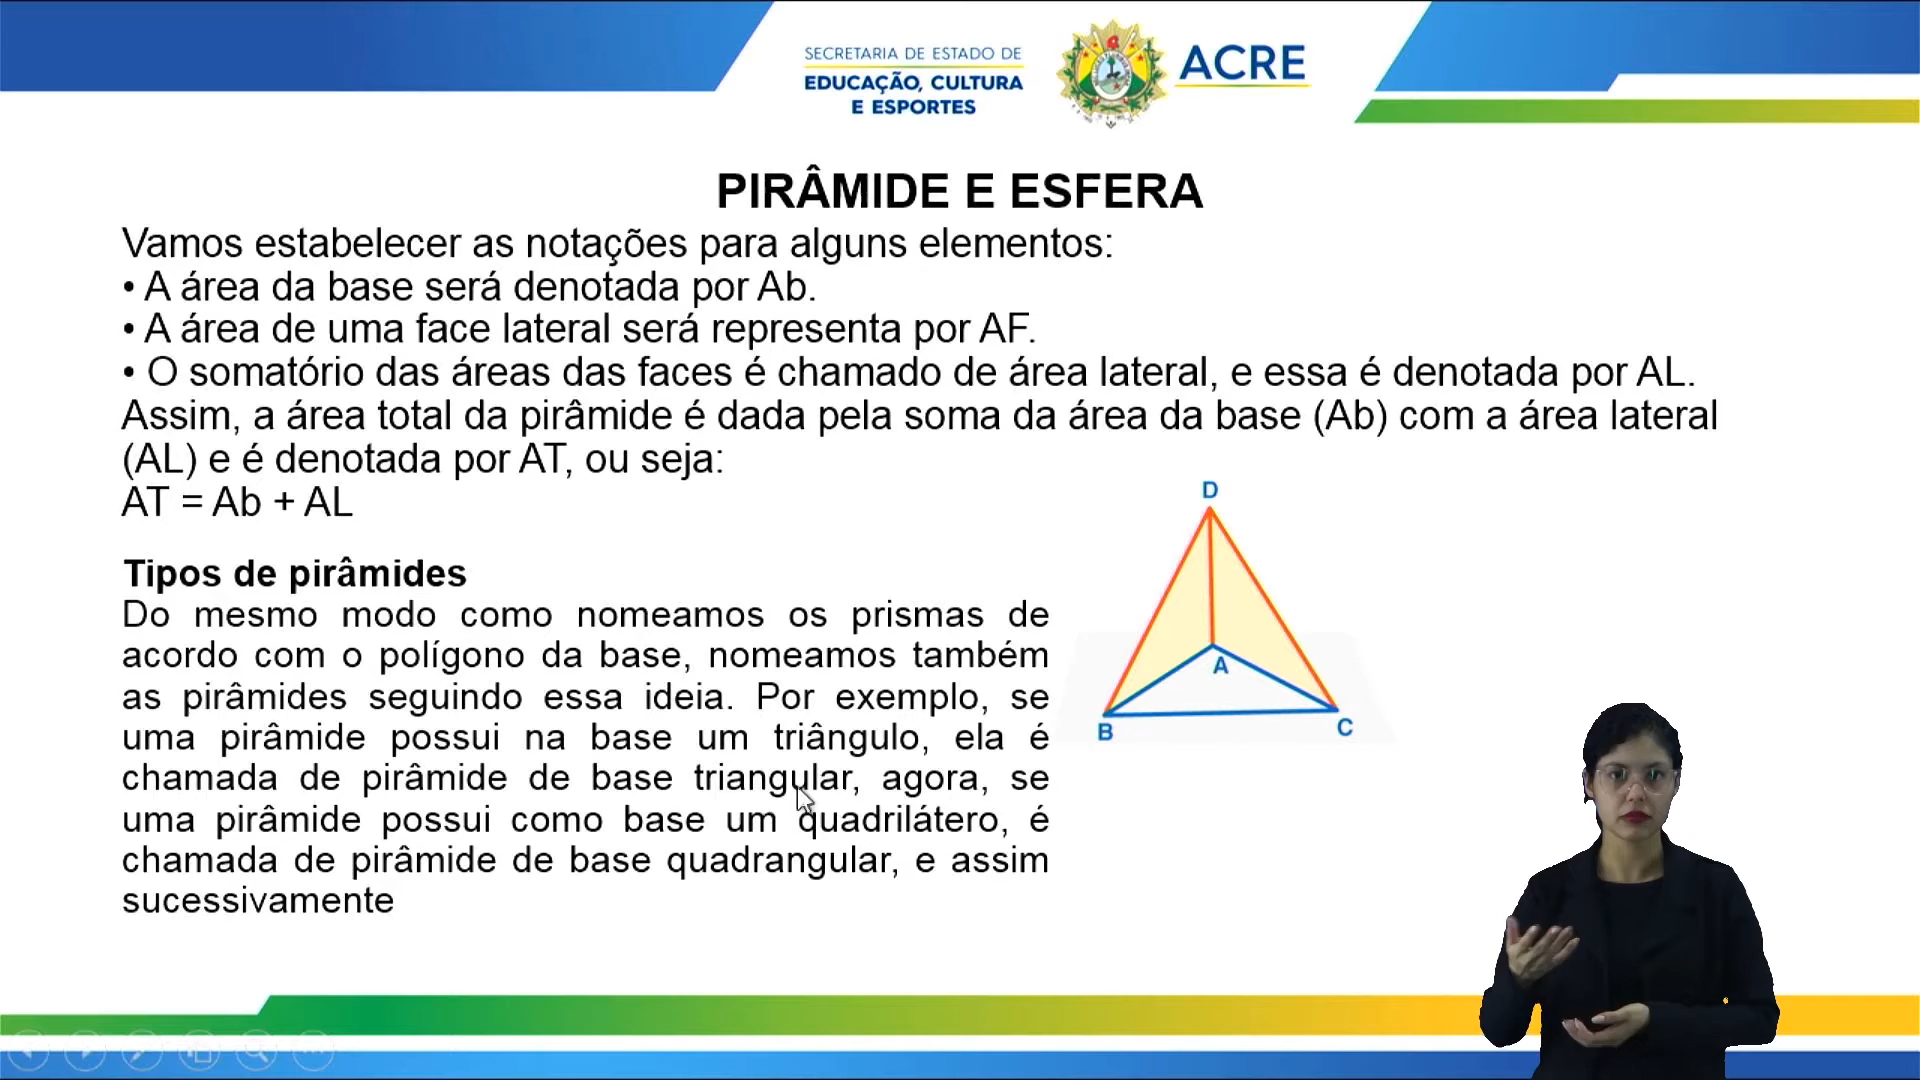 SECRETARIA DE ESTADO DE
EDUCAÇÃO, CULTURA
E ESPORTES
ACRE
PIRÂMIDE E ESFERA
Vamos estabelecer as notações para alguns elementos:
• A área da base será denotada por Ab.
• A área de uma face lateral será representa por AF.
• O somatório das áreas das faces é chamado de área lateral, e essa é denotada por AL.
Assim, a área total da pirâmide é dada pela soma da área da base (Ab) com a área lateral
(AL) e é denotada por AT, ou seja:
AT = Ab + AL
Tipos de pirâmides
Do mesmo modo como nomeamos os prismas de
acordo com o polígono da base, nomeamos também
as pirâmides seguindo essa ideia. Por exemplo, se
uma pirâmide possui na base um triângulo, ela é
chamada de pirâmide de base triangular, agora, se
uma pirâmide possui como base um quadrilátero, é
chamada de pirâmide de base quadrangular, e assim
sucessivamente
D
A
B
C